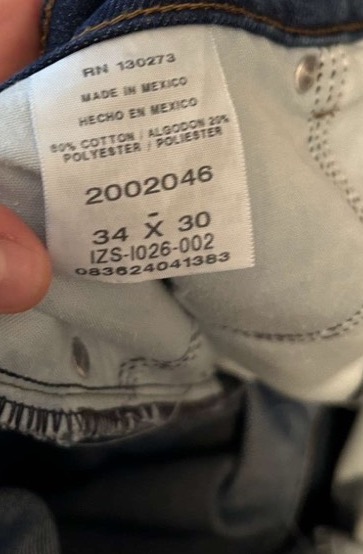 RN 130273
MADE IN MEXICO
HECHO EN MEXICO
80% COTTON / ALGODON 20%
POLYESTER / POLIESTER
2002046
-
34 X 30
IZS-I026-002
083624041383